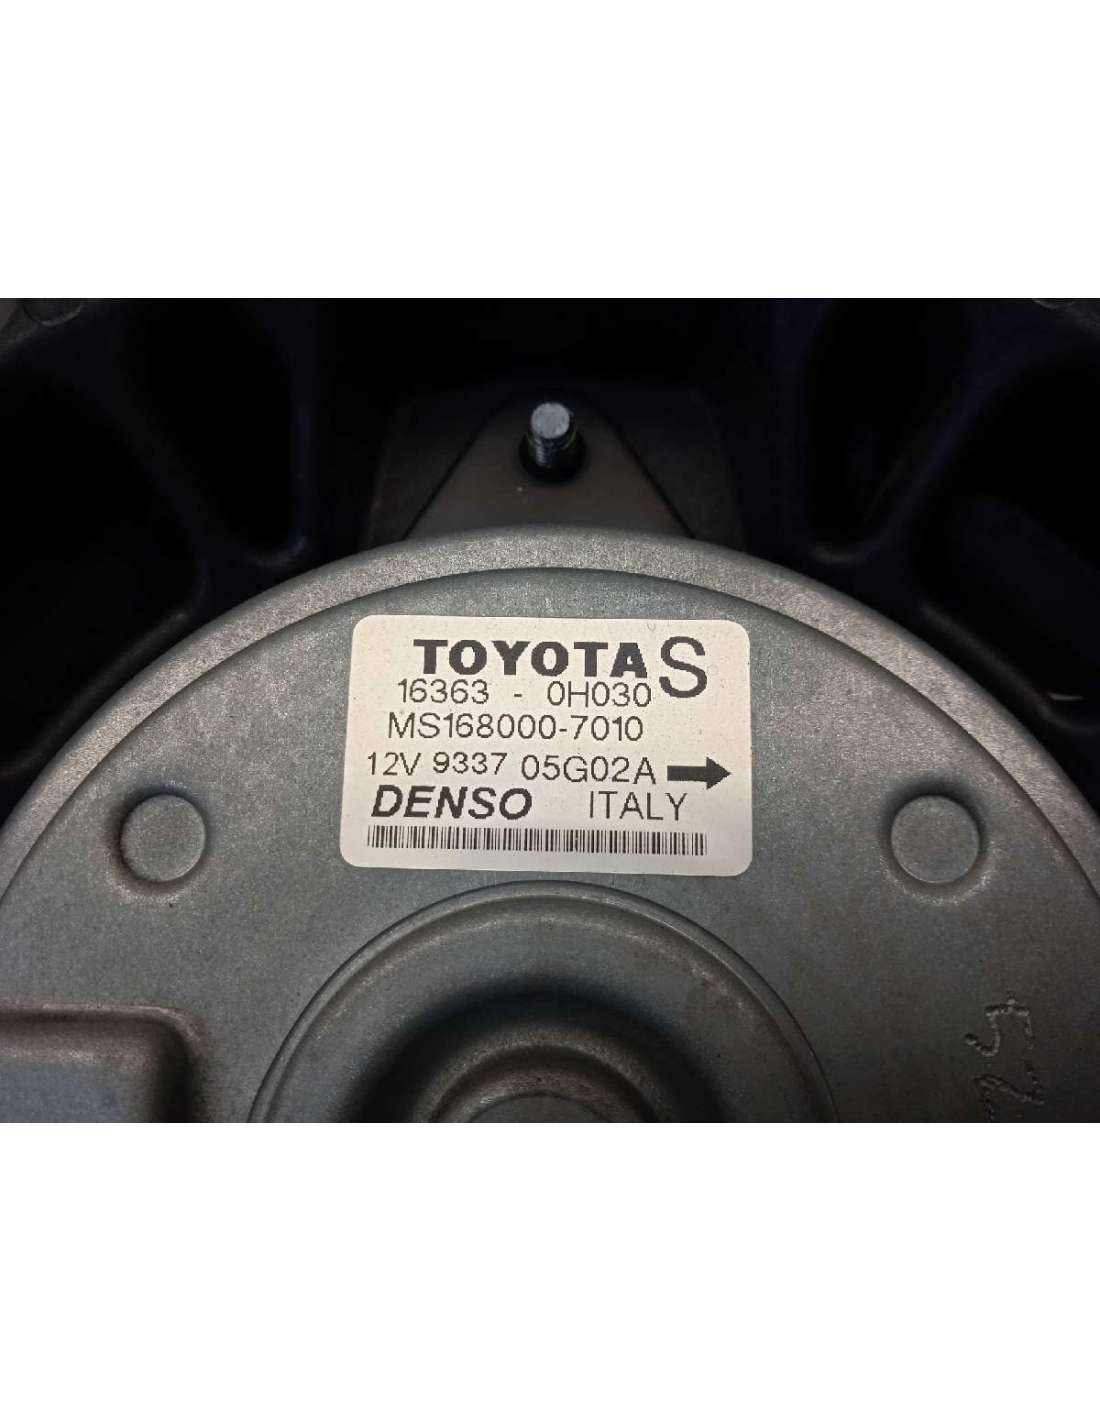 TOYOTA S
16363 - 0H030
MS168000-7010
12V 9337 05G02A
DENSO ITALY